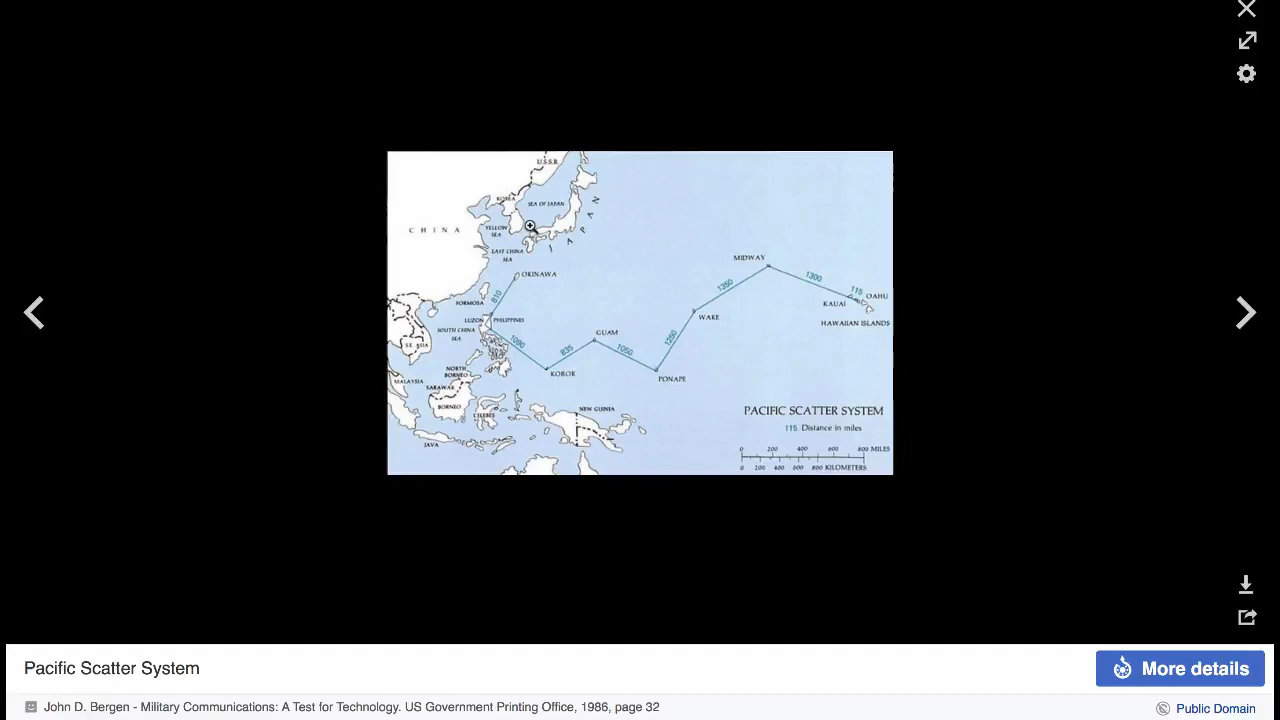 U.S.S.R.
KOREA
SEA OF JAPAN
JAPAN
CHINA
YELLOW
SEA
EAST CHINA
SEA
MIDWAY
OKINAWA
1300
1350
115
OAHU
810
KAUAI
FORMOSA
WAKE
LUZON
PHILIPPINES
HAWAIIAN ISLANDS
SOUTH CHINA
SEA
GUAM
1250
S.E. ASIA
1090
835
1050
NORTH
BORNEO
KOROR
PONAPE
MALAYSIA
SARAWAK
BORNEO
CELEBES
NEW GUINEA
PACIFIC SCATTER SYSTEM
115 Distance in miles
JAVA
0 200 400 600 800 MILES
0 200 400 600 800 KILOMETERS
Pacific Scatter System
More details
John D. Bergen - Military Communications: A Test for Technology. US Government Printing Office, 1986, page 32
Public Domain